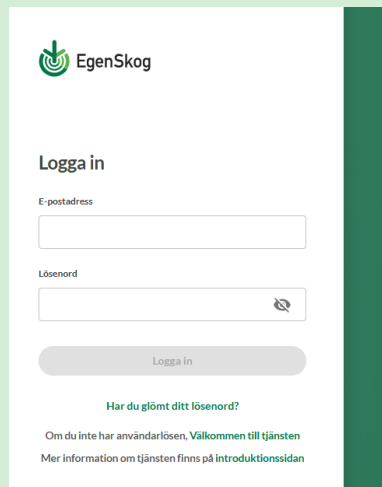 EgenSkog
Logga in
E-postadress
Lösenord
Logga in
Har du glömt ditt lösenord?
Om du inte har användarlösen, Välkommen till tjänsten
Mer information om tjänsten finns på introduktionssidan